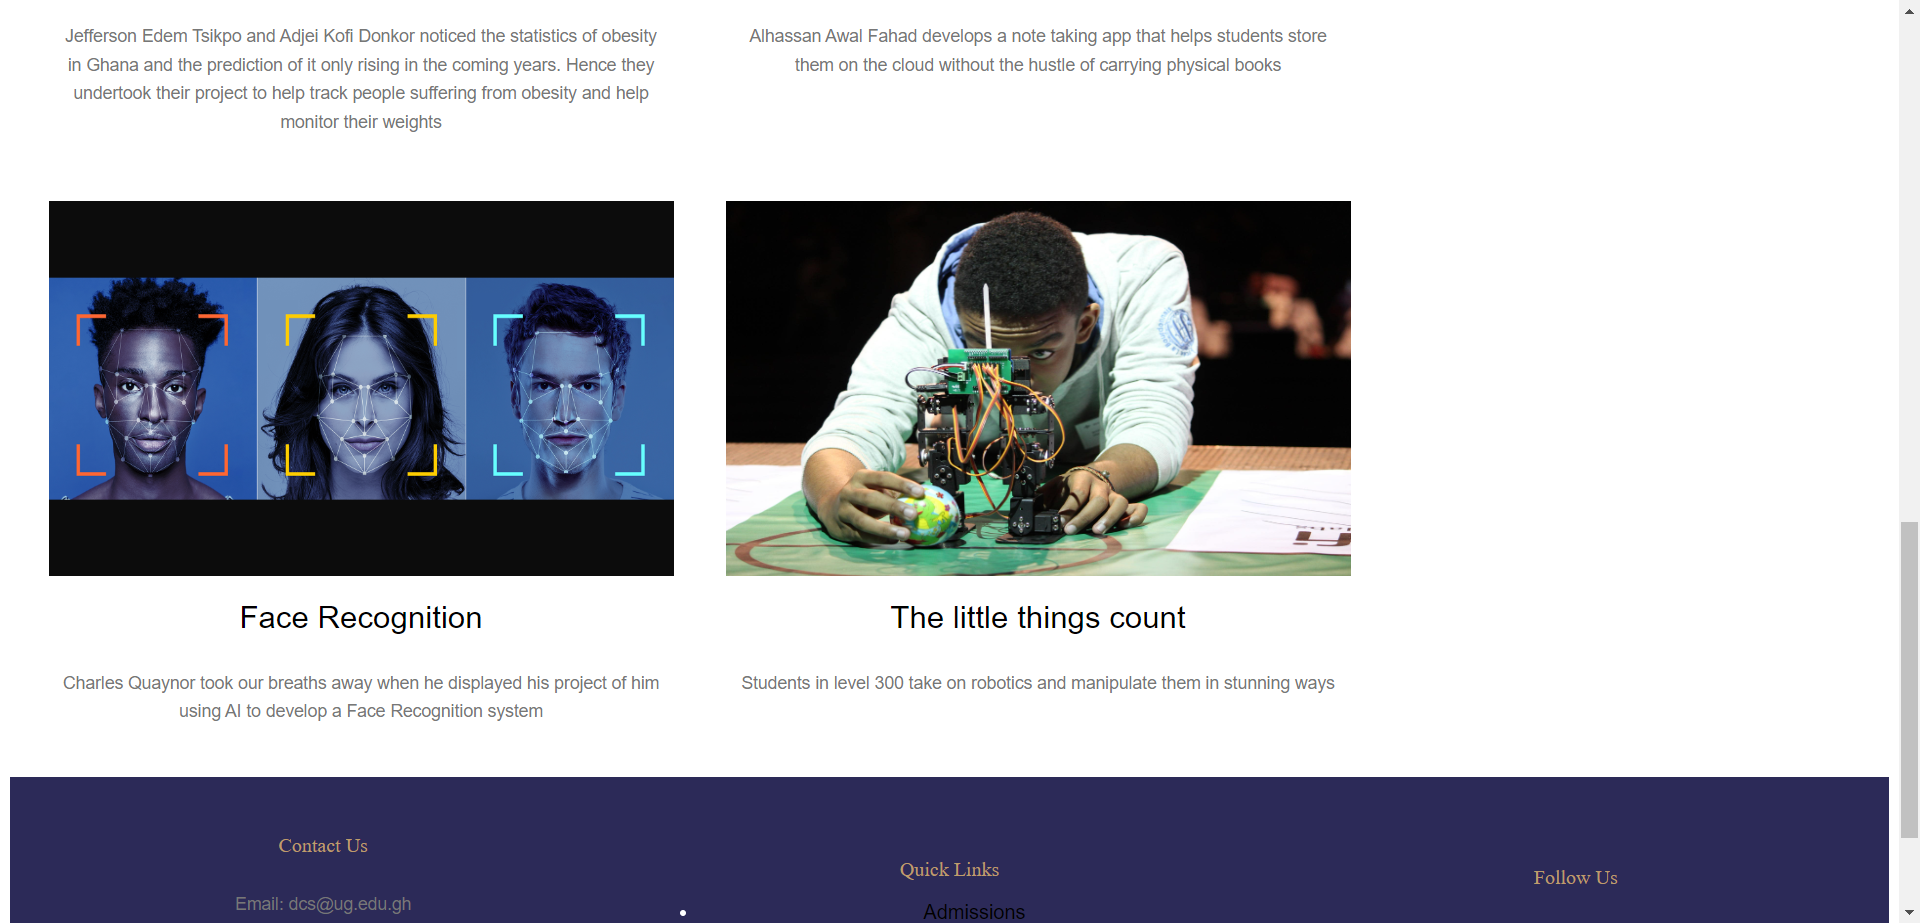 Jefferson Edem Tsikpo and Adjei Kofi Donkor noticed the statistics of obesity
in Ghana and the prediction of it only rising in the coming years. Hence they
undertook their project to help track people suffering from obesity and help
monitor their weights
Alhassan Awal Fahad develops a note taking app that helps students store
them on the cloud without the hustle of carrying physical books
Face Recognition
Charles Quaynor took our breaths away when he displayed his project of him
using AI to develop a Face Recognition system
The little things count
Students in level 300 take on robotics and manipulate them in stunning ways
Contact Us
Email: dcs@ug.edu.gh
Quick Links
Admissions
Follow Us